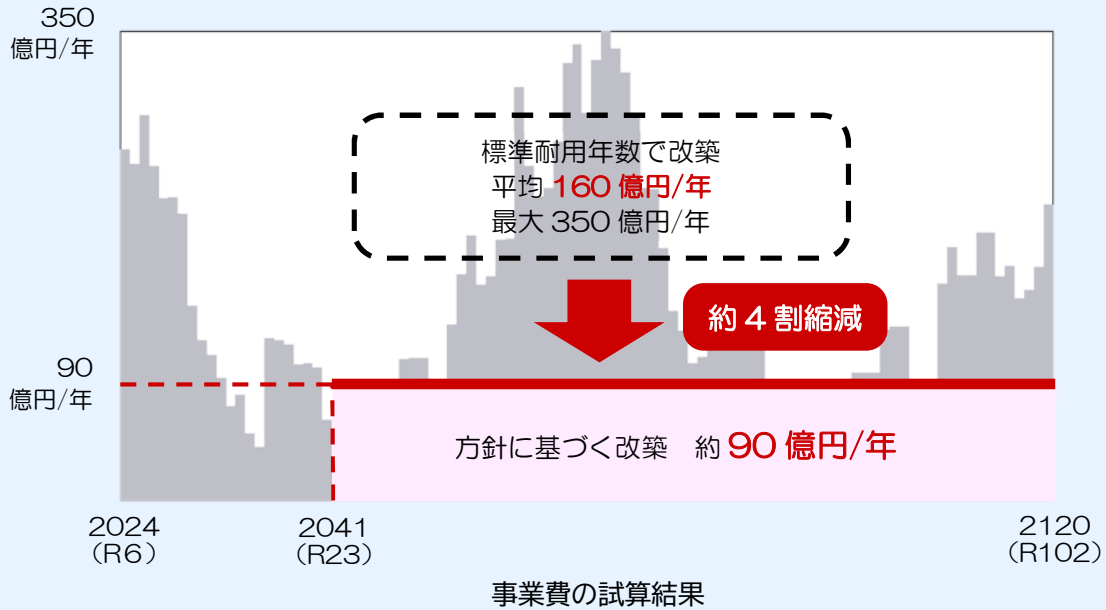 350
億円/年
標準耐用年数で改築
平均 160 億円/年
最大 350 億円/年
約 4 割縮減
90
億円/年
方針に基づく改築 約 90 億円/年
2024
（R6）
2041
（R23）
2120
（R102）
事業費の試算結果